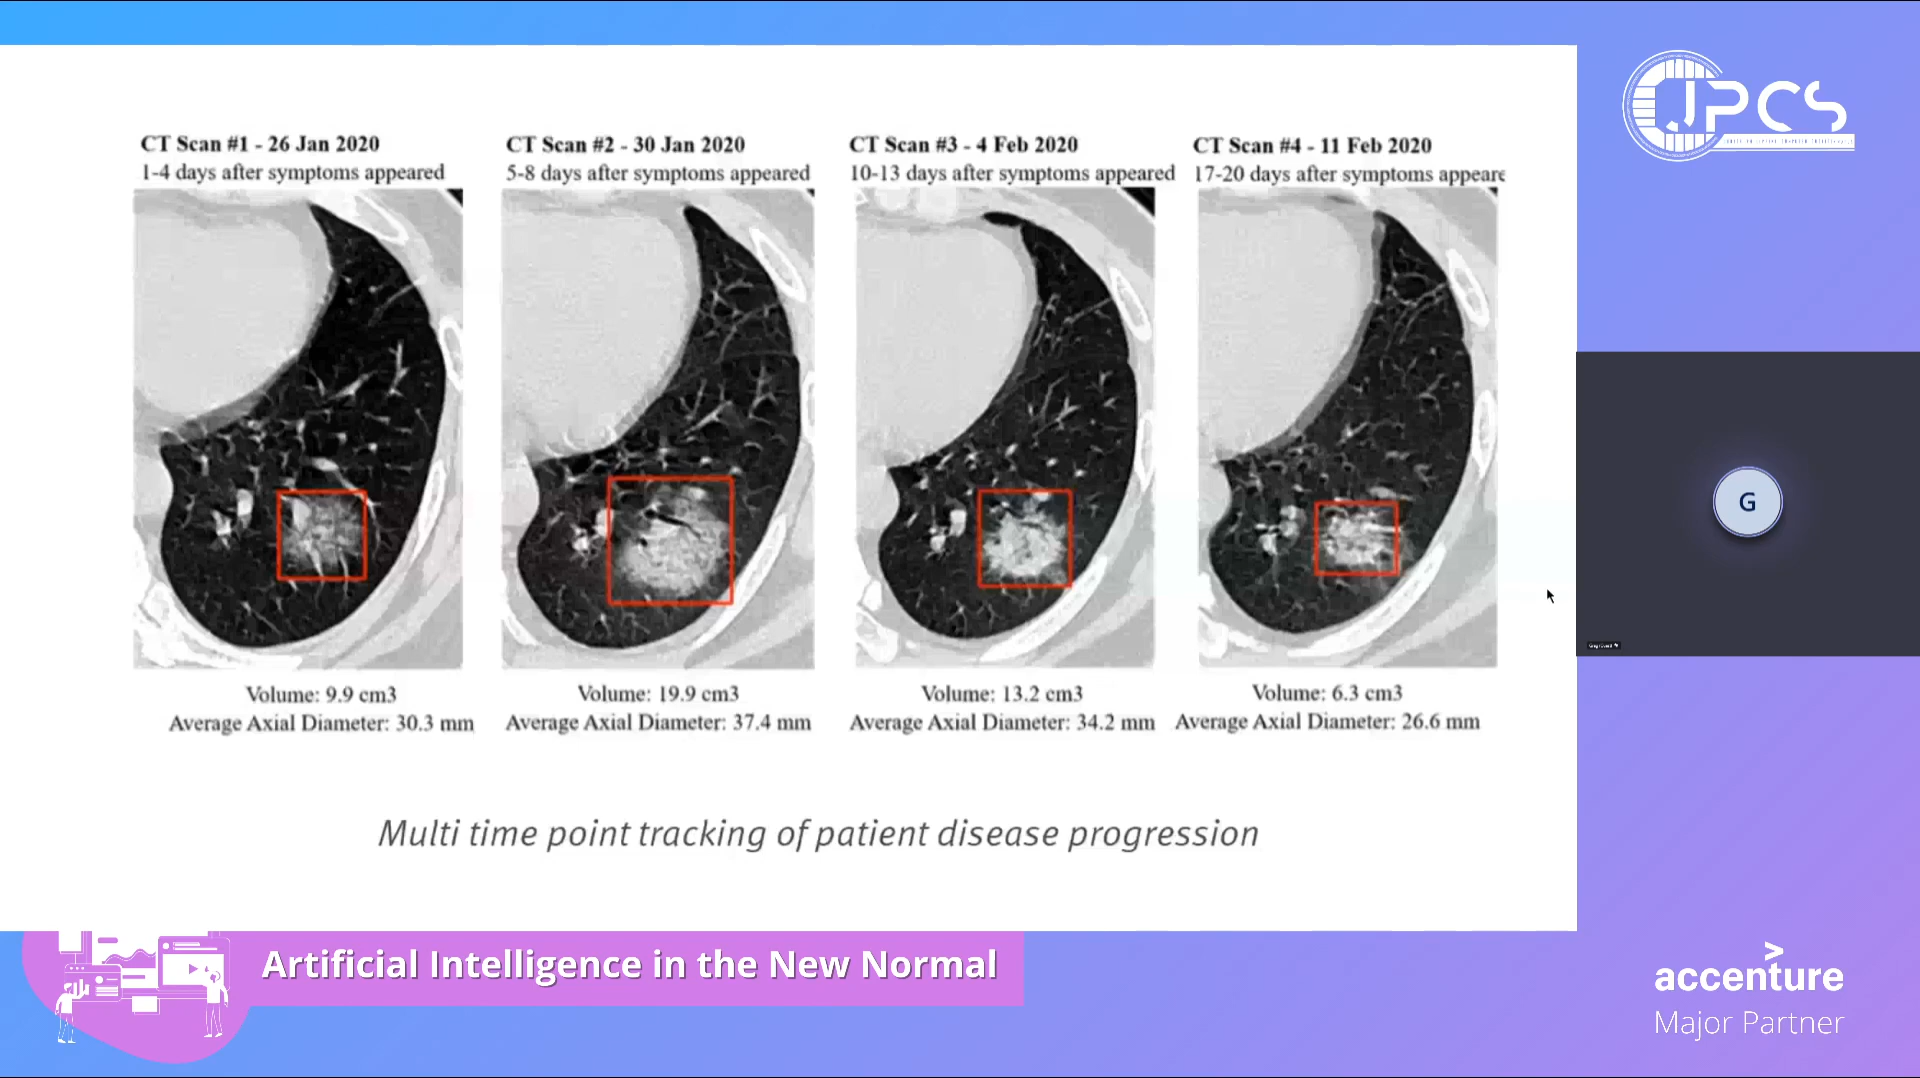 JPCS
CT Scan #1 - 26 Jan 2020
1-4 days after symptoms appeared
CT Scan #2 - 30 Jan 2020
5-8 days after symptoms appeared
CT Scan #3 - 4 Feb 2020
10-13 days after symptoms appeared
CT Scan #4 - 11 Feb 2020
17-20 days after symptoms appeare
Volume: 9.9 cm3
Average Axial Diameter: 30.3 mm
Volume: 19.9 cm3
Average Axial Diameter: 37.4 mm
Volume: 13.2 cm3
Average Axial Diameter: 34.2 mm
Volume: 6.3 cm3
Average Axial Diameter: 26.6 mm
G
Multi time point tracking of patient disease progression
Artificial Intelligence in the New Normal
accenture
Major Partner